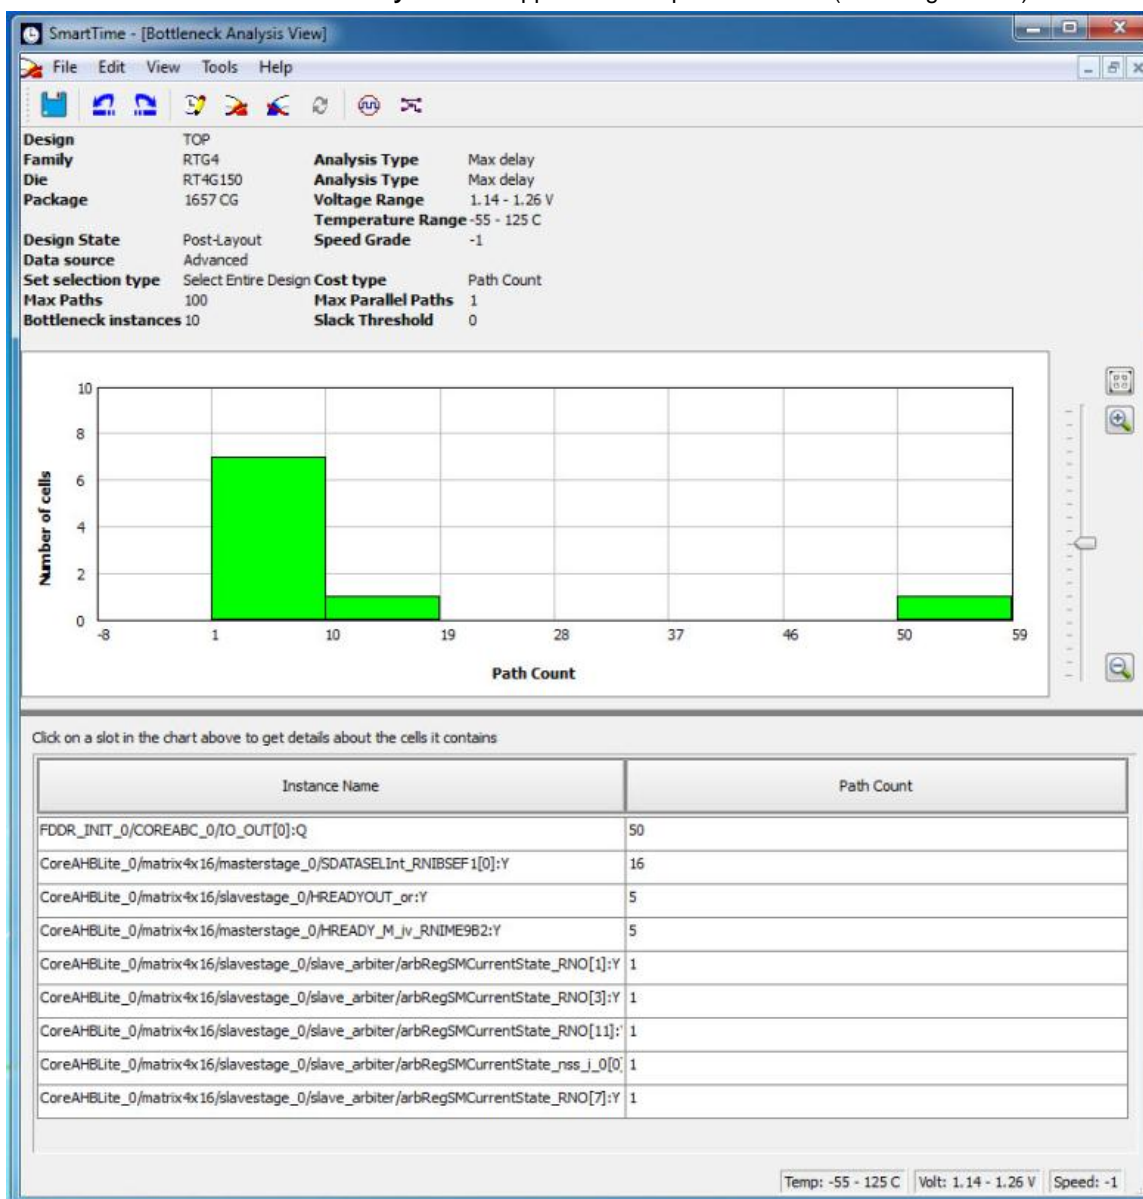 SmartTime - [Bottleneck Analysis View]
File Edit View Tools Help
Design TOP
Family RTG4 Analysis Type Max delay
Die RT4G150 Analysis Type Max delay
Package 1657 CG Voltage Range 1.14 - 1.26 V
Temperature Range -55 - 125 C
Design State Post-Layout Speed Grade -1
Data source Advanced
Set selection type Select Entire Design Cost type Path Count
Max Paths 100 Max Parallel Paths 1
Bottleneck instances 10 Slack Threshold 0
10
8
6
4
2
0
Number of cells
-8 1 10 19 28 37 46 50 59
Path Count
Click on a slot in the chart above to get details about the cells it contains
Instance Name Path Count
FDDR_INIT_0/COREABC_0/IO_OUT[0]:Q 50
CoreAHBLite_0/matrix4x16/masterstage_0/SDATASELInt_RNIBSEF1[0]:Y 16
CoreAHBLite_0/matrix4x16/slavestage_0/HREADYOUT_or:Y 5
CoreAHBLite_0/matrix4x16/masterstage_0/HREADY_M_iv_RNIME9B2:Y 5
CoreAHBLite_0/matrix4x16/slavestage_0/slave_arbiter/arbRegSMCurrentState_RNO[1]:Y 1
CoreAHBLite_0/matrix4x16/slavestage_0/slave_arbiter/arbRegSMCurrentState_RNO[3]:Y 1
CoreAHBLite_0/matrix4x16/slavestage_0/slave_arbiter/arbRegSMCurrentState_RNO[11]: 1
CoreAHBLite_0/matrix4x16/slavestage_0/slave_arbiter/arbRegSMCurrentState_nss_i_0[0 1
CoreAHBLite_0/matrix4x16/slavestage_0/slave_arbiter/arbRegSMCurrentState_RNO[7]:Y 1
Temp: -55 - 125 C Volt: 1.14 - 1.26 V Speed: -1